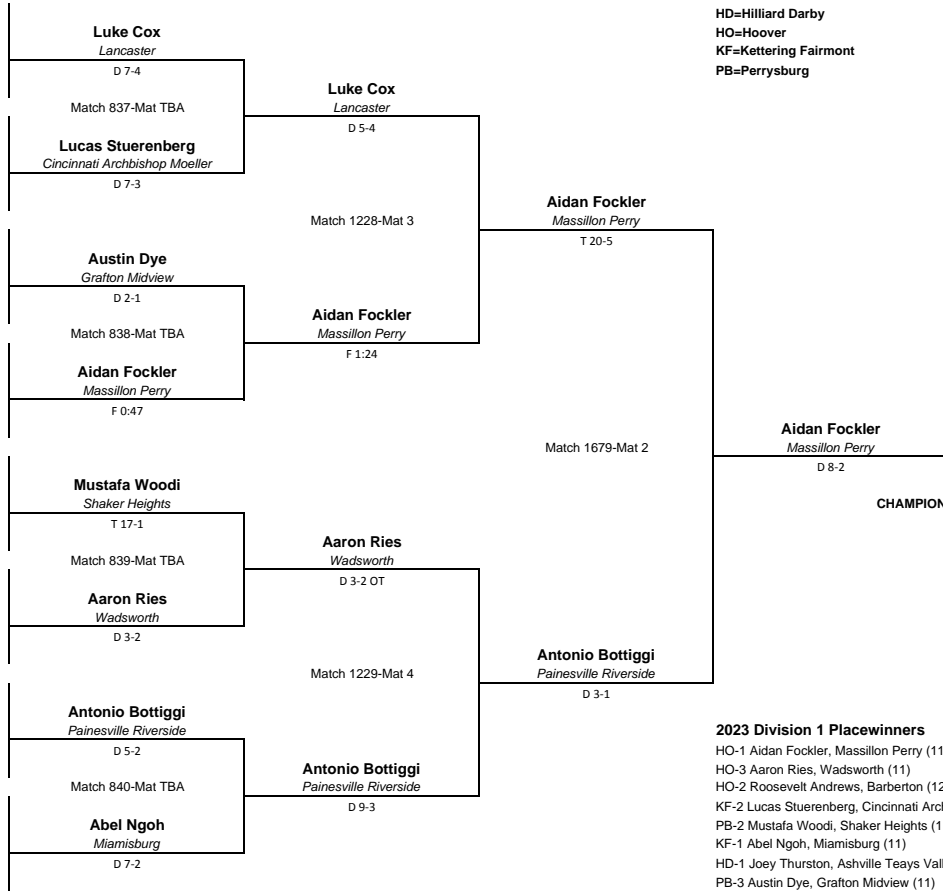 HD=Hilliard Darby
HO=Hoover
KF=Kettering Fairmont
PB=Perrysburg
Luke Cox
Lancaster
D 7-4
Match 837-Mat TBA
Lucas Stuerenberg
Cincinnati Archbishop Moeller
D 7-3
Austin Dye
Grafton Midview
D 2-1
Match 838-Mat TBA
Aidan Fockler
Massillon Perry
F 0:47
Mustafa Woodi
Shaker Heights
T 17-1
Match 839-Mat TBA
Aaron Ries
Wadsworth
D 3-2
Antonio Bottiggi
Painesville Riverside
D 5-2
Match 840-Mat TBA
Abel Ngoh
Miamisburg
D 7-2
Luke Cox
Lancaster
D 5-4
Match 1228-Mat 3
Aidan Fockler
Massillon Perry
F 1:24
Aaron Ries
Wadsworth
D 3-2 OT
Match 1229-Mat 4
Antonio Bottiggi
Painesville Riverside
D 9-3
Aidan Fockler
Massillon Perry
T 20-5
Match 1679-Mat 2
Antonio Bottiggi
Painesville Riverside
D 3-1
Aidan Fockler
Massillon Perry
D 8-2
CHAMPION
2023 Division 1 Placewinners
HO-1 Aidan Fockler, Massillon Perry (11
HO-3 Aaron Ries, Wadsworth (11)
HO-2 Roosevelt Andrews, Barberton (12
KF-2 Lucas Stuerenberg, Cincinnati Arch
PB-2 Mustafa Woodi, Shaker Heights (1
KF-1 Abel Ngoh, Miamisburg (11)
HD-1 Joey Thurston, Ashville Teays Vall
PB-3 Austin Dye, Grafton Midview (11)